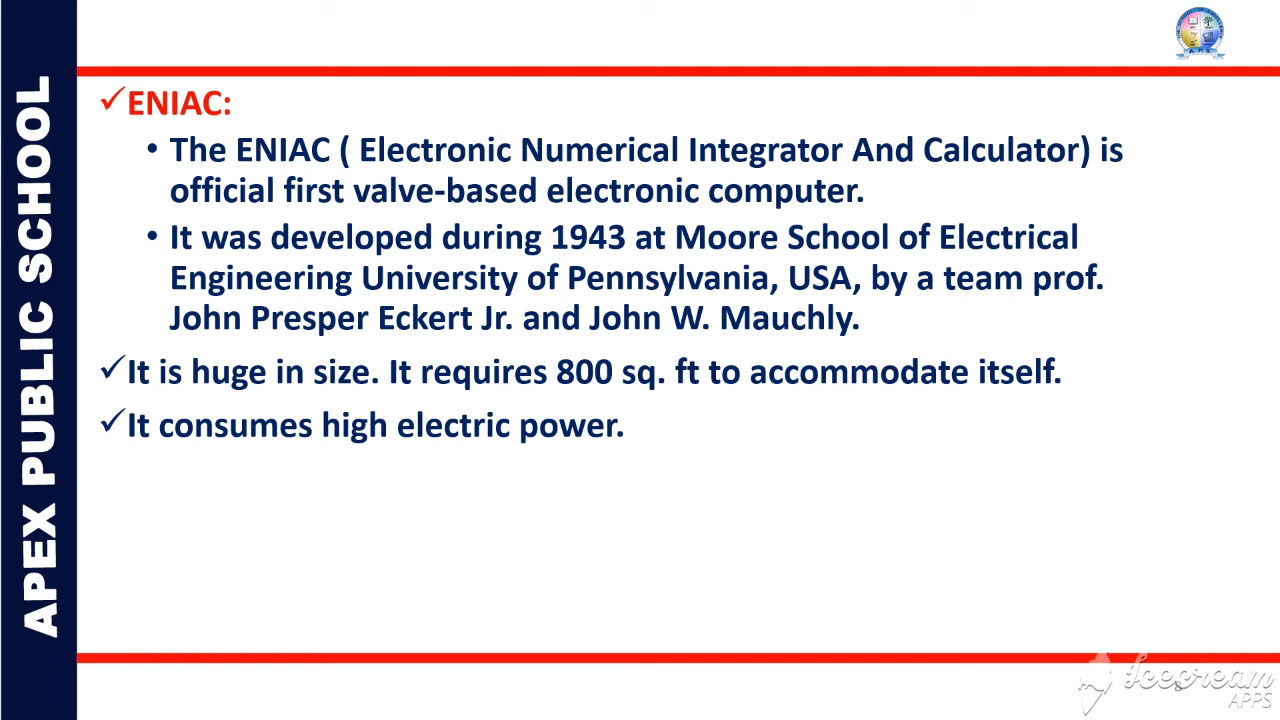 APEX PUBLIC SCHOOL
✓ENIAC:
• The ENIAC ( Electronic Numerical Integrator And Calculator) is
official first valve-based electronic computer.
• It was developed during 1943 at Moore School of Electrical
Engineering University of Pennsylvania, USA, by a team prof.
John Presper Eckert Jr. and John W. Mauchly.
✓It is huge in size. It requires 800 sq. ft to accommodate itself.
✓It consumes high electric power.
8
Icecream
APPS